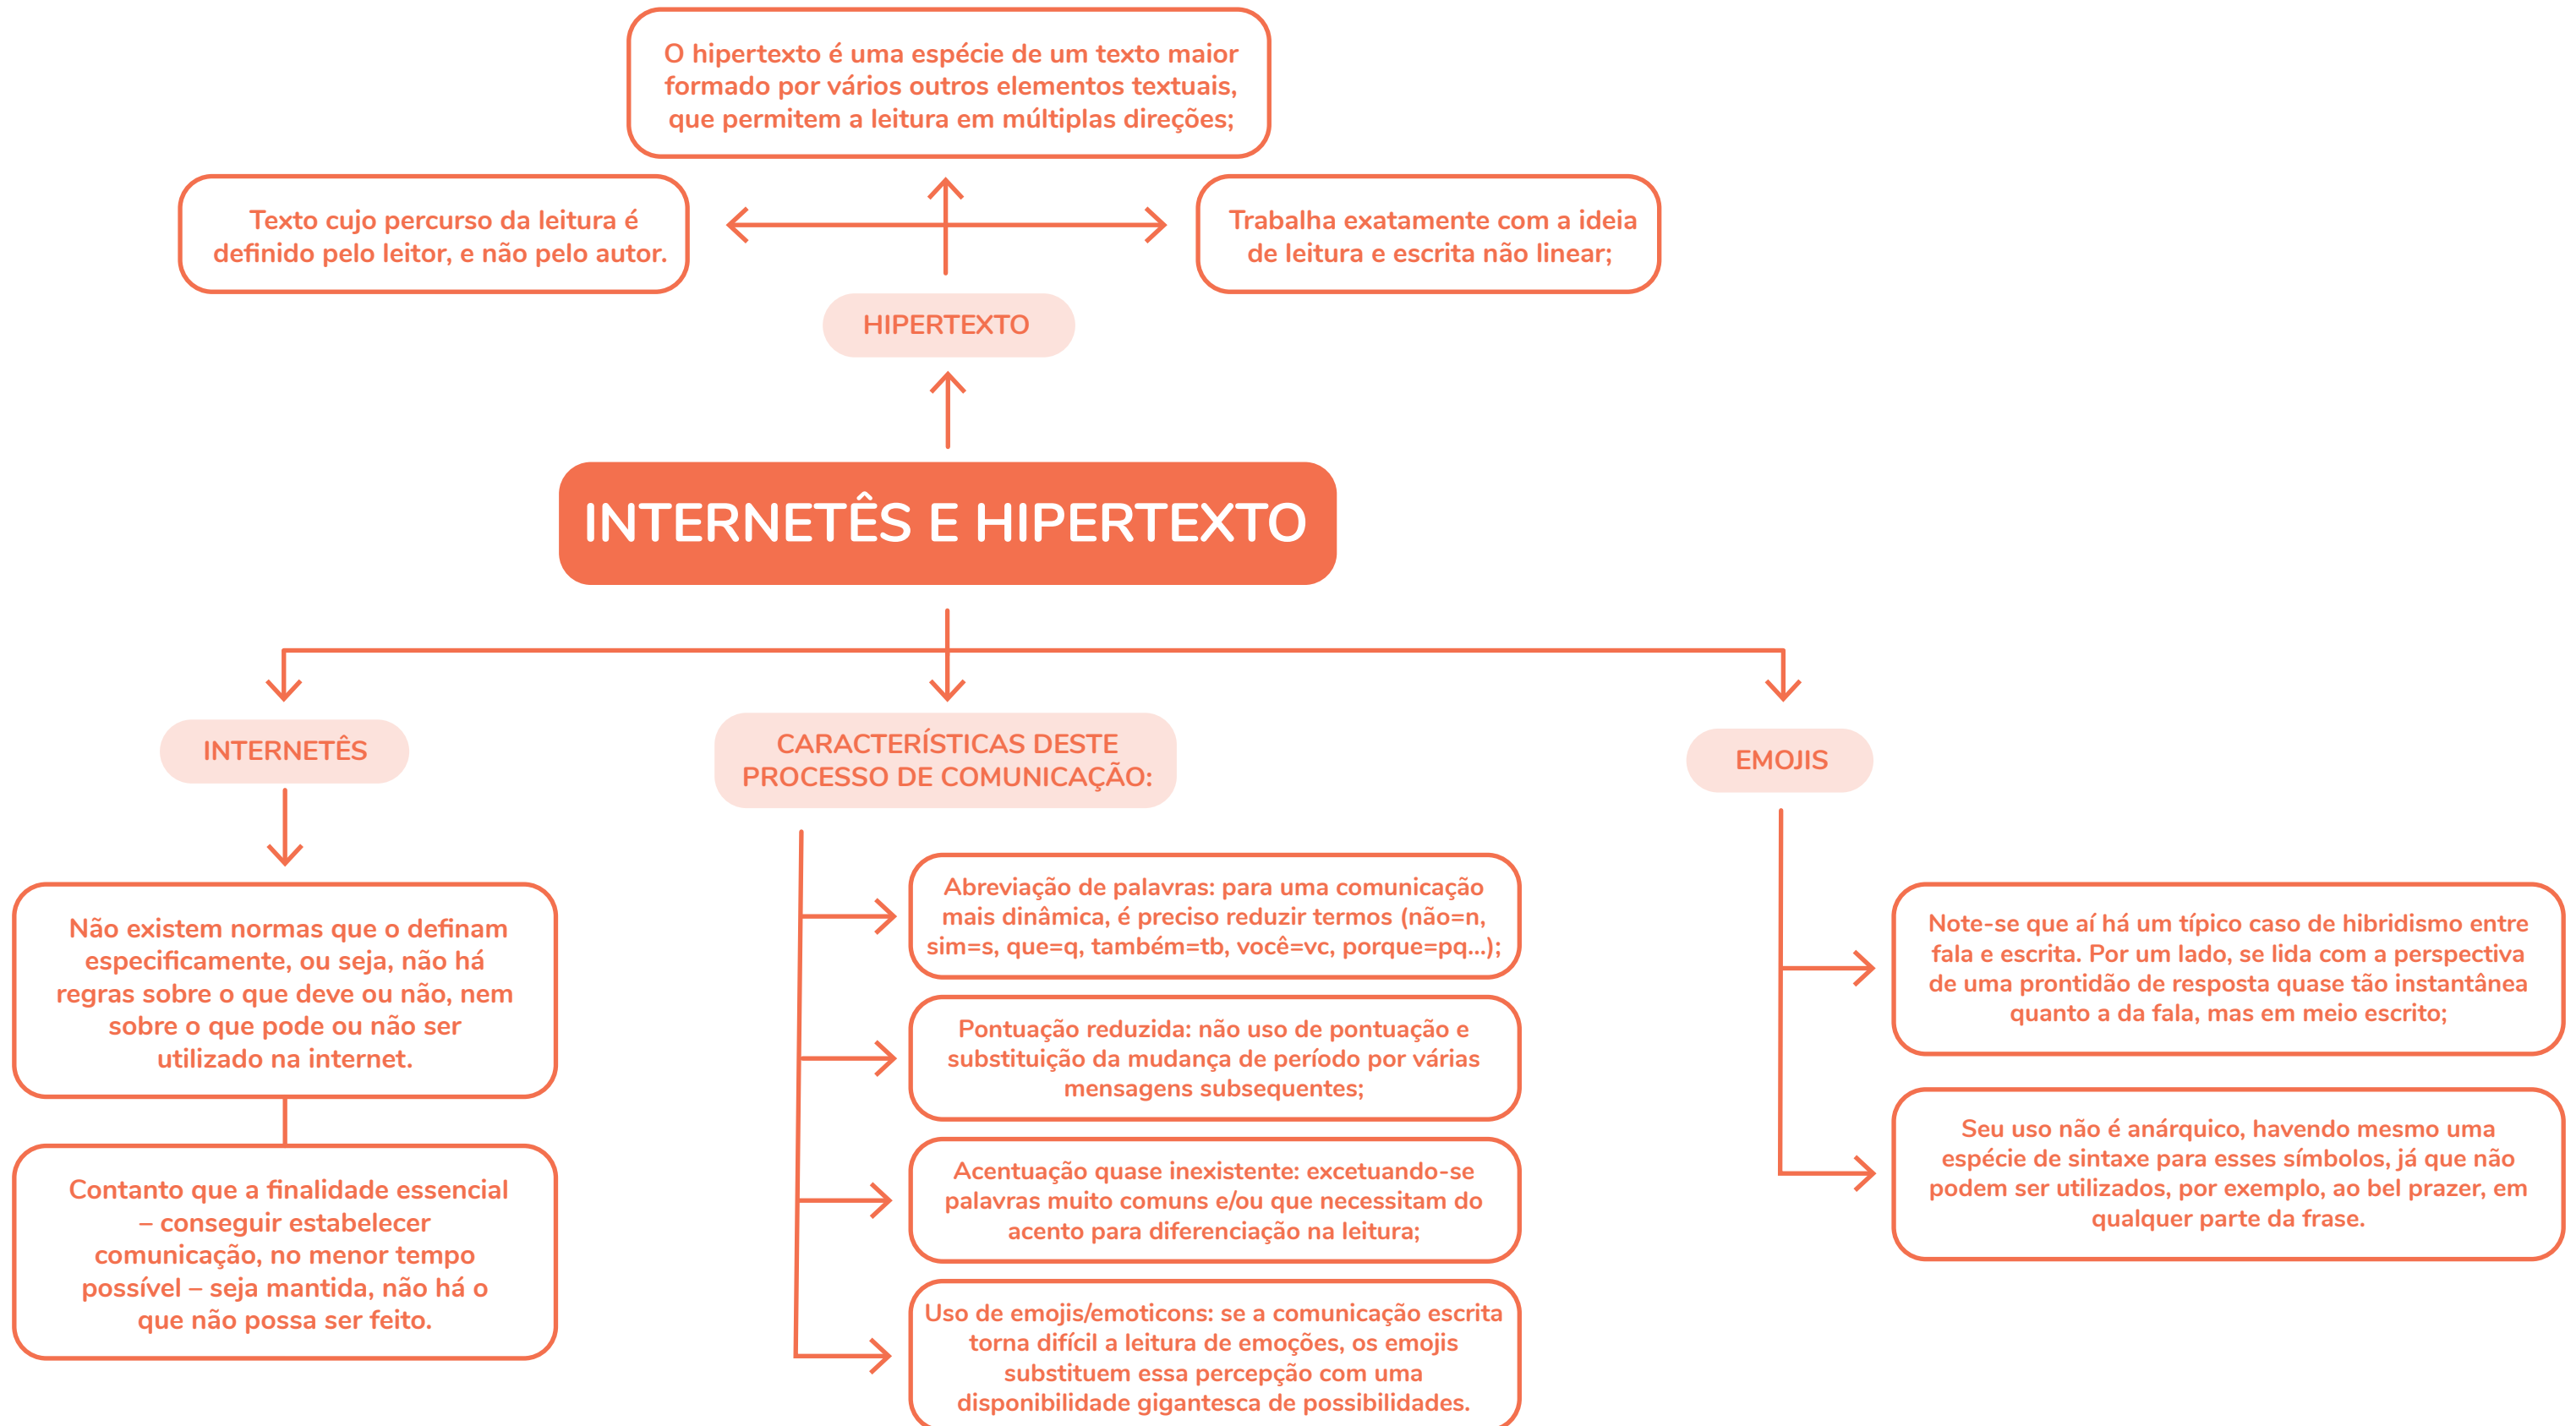 O hipertexto é uma espécie de um texto maior
formado por vários outros elementos textuais,
que permitem a leitura em múltiplas direções;
Texto cujo percurso da leitura é
definido pelo leitor, e não pelo autor.
Trabalha exatamente com a ideia
de leitura e escrita não linear;
HIPERTEXTO
INTERNETÊS E HIPERTEXTO
INTERNETÊS
Não existem normas que o definam
especificamente, ou seja, não há
regras sobre o que deve ou não, nem
sobre o que pode ou não ser
utilizado na internet.
Contanto que a finalidade essencial
– conseguir estabelecer
comunicação, no menor tempo
possível – seja mantida, não há o
que não possa ser feito.
CARACTERÍSTICAS DESTE
PROCESSO DE COMUNICAÇÃO:
Abreviação de palavras: para uma comunicação
mais dinâmica, é preciso reduzir termos (não=n,
sim=s, que=q, também=tb, você=vc, porque=pq...);
Pontuação reduzida: não uso de pontuação e
substituição da mudança de período por várias
mensagens subsequentes;
Acentuação quase inexistente: excetuando-se
palavras muito comuns e/ou que necessitam do
acento para diferenciação na leitura;
Uso de emojis/emoticons: se a comunicação escrita
torna difícil a leitura de emoções, os emojis
substituem essa percepção com uma
disponibilidade gigantesca de possibilidades.
EMOJIS
Note-se que aí há um típico caso de hibridismo entre
fala e escrita. Por um lado, se lida com a perspectiva
de uma prontidão de resposta quase tão instantânea
quanto a da fala, mas em meio escrito;
Seu uso não é anárquico, havendo mesmo uma
espécie de sintaxe para esses símbolos, já que não
podem ser utilizados, por exemplo, ao bel prazer, em
qualquer parte da frase.